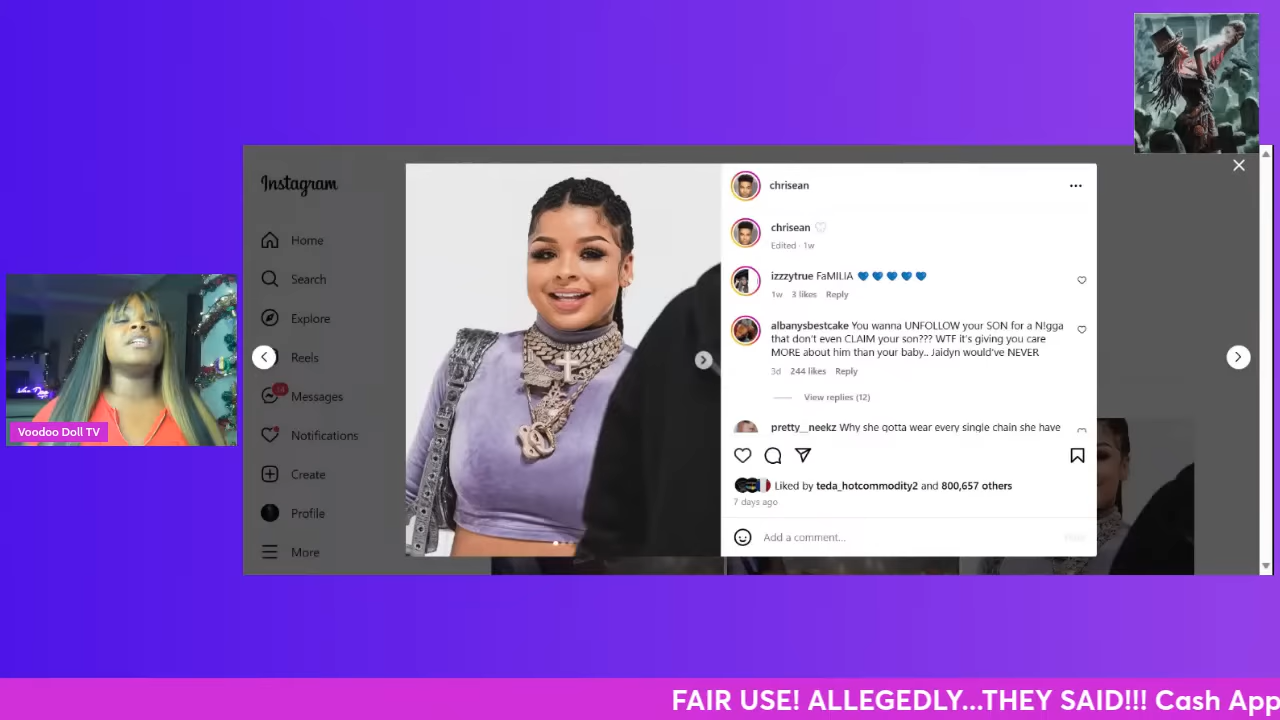 Instagram
Home
Search
Explore
Reels
14
Messages
Notifications
Create
Profile
More
Voodoo Doll TV
chrisean
chrisean
Edited · 1w
izzzytrue FaMILIA 💙💙💙💙💙
1w 3 likes Reply
albanysbestcake You wanna UNFOLLOW your SON for a N!gga
that don't even CLAIM your son??? WTF it's giving you care
MORE about him than your baby.. Jaidyn would've NEVER
3d 244 likes Reply
View replies (12)
pretty__neekz Why she gotta wear every single chain she have
Liked by teda_hotcommodity2 and 800,657 others
7 days ago
Add a comment...
Post
FAIR USE! ALLEGEDLY...THEY SAID!!! Cash App